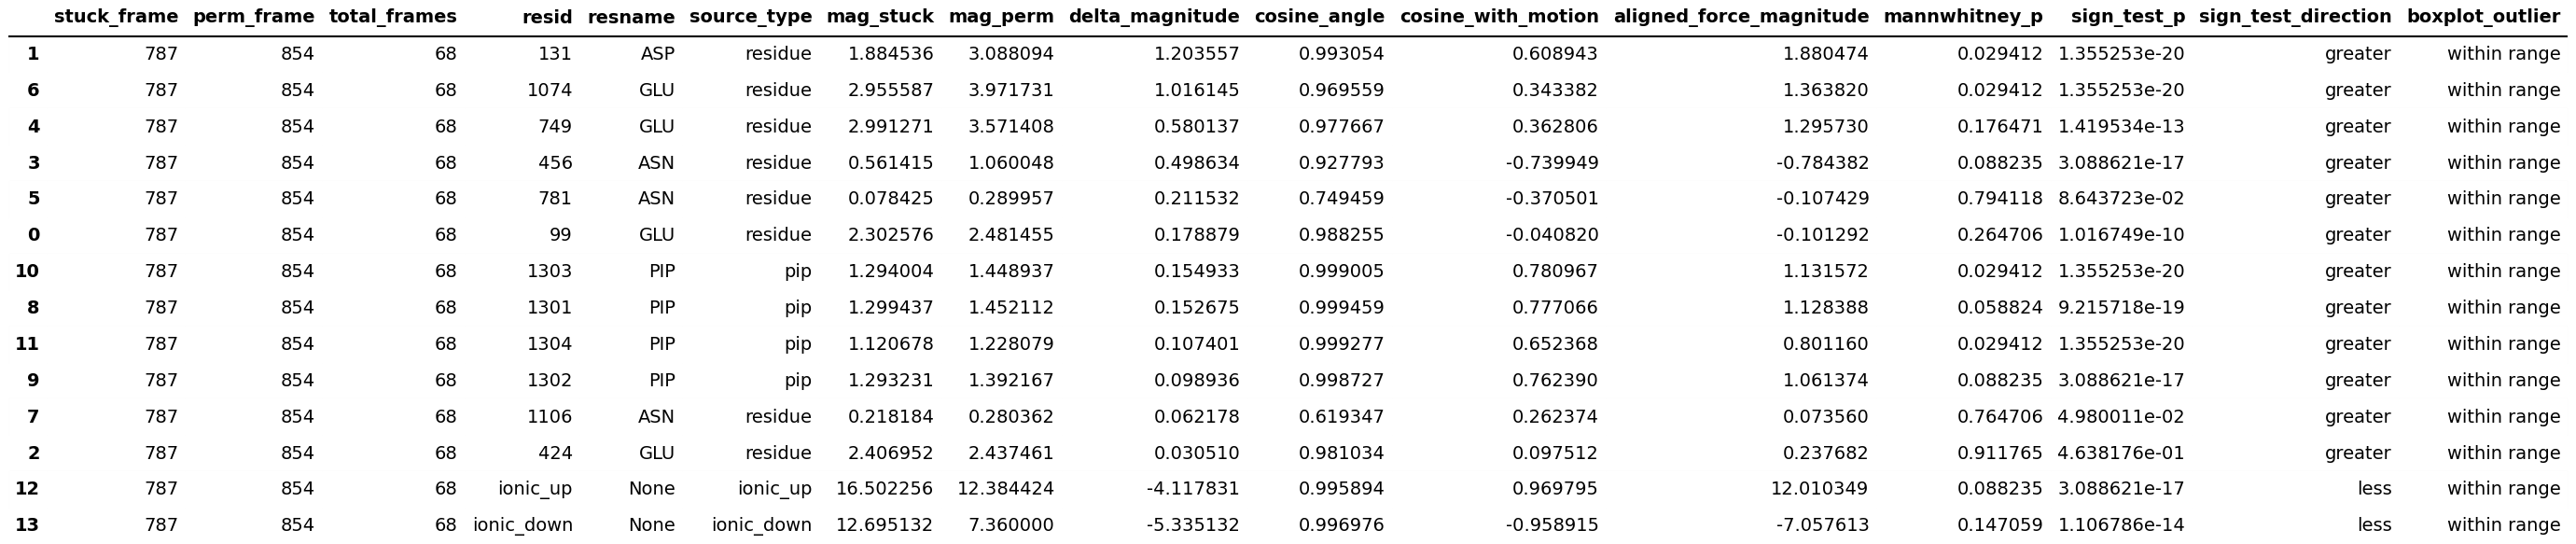 stuck_frame perm_frame total_frames resid resname source_type mag_stuck mag_perm delta_magnitude cosine_angle cosine_with_motion aligned_force_magnitude mannwhitney_p sign_test_p sign_test_direction boxplot_outlier
1 787 854 68 131 ASP residue 1.884536 3.088094 1.203557 0.993054 0.608943 1.880474 0.029412 1.355253e-20 greater within range
6 787 854 68 1074 GLU residue 2.955587 3.971731 1.016145 0.969559 0.343382 1.363820 0.029412 1.355253e-20 greater within range
4 787 854 68 749 GLU residue 2.991271 3.571408 0.580137 0.977667 0.362806 1.295730 0.176471 1.419534e-13 greater within range
3 787 854 68 456 ASN residue 0.561415 1.060048 0.498634 0.927793 -0.739949 -0.784382 0.088235 3.088621e-17 greater within range
5 787 854 68 781 ASN residue 0.078425 0.289957 0.211532 0.749459 -0.370501 -0.107429 0.794118 8.643723e-02 greater within range
0 787 854 68 99 GLU residue 2.302576 2.481455 0.178879 0.988255 -0.040820 -0.101292 0.264706 1.016749e-10 greater within range
10 787 854 68 1303 PIP pip 1.294004 1.448937 0.154933 0.999005 0.780967 1.131572 0.029412 1.355253e-20 greater within range
8 787 854 68 1301 PIP pip 1.299437 1.452112 0.152675 0.999459 0.777066 1.128388 0.058824 9.215718e-19 greater within range
11 787 854 68 1304 PIP pip 1.120678 1.228079 0.107401 0.999277 0.652368 0.801160 0.029412 1.355253e-20 greater within range
9 787 854 68 1302 PIP pip 1.293231 1.392167 0.098936 0.998727 0.762390 1.061374 0.088235 3.088621e-17 greater within range
7 787 854 68 1106 ASN residue 0.218184 0.280362 0.062178 0.619347 0.262374 0.073560 0.764706 4.980011e-02 greater within range
2 787 854 68 424 GLU residue 2.406952 2.437461 0.030510 0.981034 0.097512 0.237682 0.911765 4.638176e-01 greater within range
12 787 854 68 ionic_up None ionic_up 16.502256 12.384424 -4.117831 0.995894 0.969795 12.010349 0.088235 3.088621e-17 less within range
13 787 854 68 ionic_down None ionic_down 12.695132 7.360000 -5.335132 0.996976 -0.958915 -7.057613 0.147059 1.106786e-14 less within range